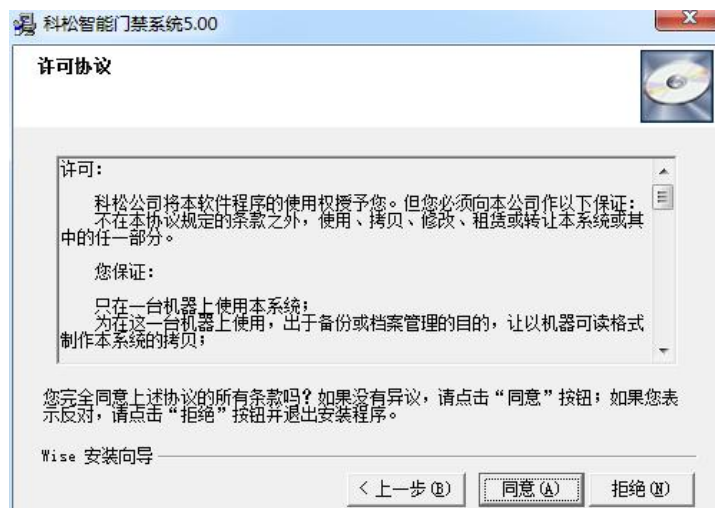 科松智能门禁系统5.00
许可协议
许可:
科松公司将本软件程序的使用权授予您。但您必须向本公司作以下保证:
不在本协议规定的条款之外，使用、拷贝、修改、租赁或转让本系统或其
中的任一部分。
您保证:
只在一台机器上使用本系统;
为在这一台机器上使用，出于备份或档案管理的目的，让以机器可读格式
制作本系统的拷贝;
您完全同意上述协议的所有条款吗？如果没有异议，请点击“同意”按钮；如果您表
示反对，请点击“拒绝”按钮并退出安装程序。
Wise 安装向导
< 上一步(B) 同意(A) 拒绝(N)